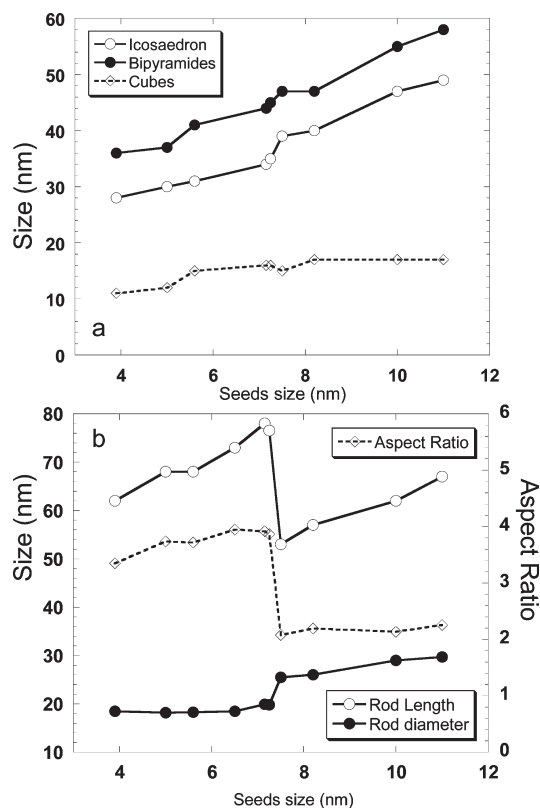 60
50
40
30
20
10
0
Size (nm)
Icosaedron
Bipyramides
Cubes
a
4 6 8 10 12
Seeds size (nm)
80
70
60
50
40
30
20
10
Size (nm)
b
Aspect Ratio
6
5
4
3
2
1
0
Aspect Ratio
Rod Length
Rod diameter
4 6 8 10 12
Seeds size (nm)